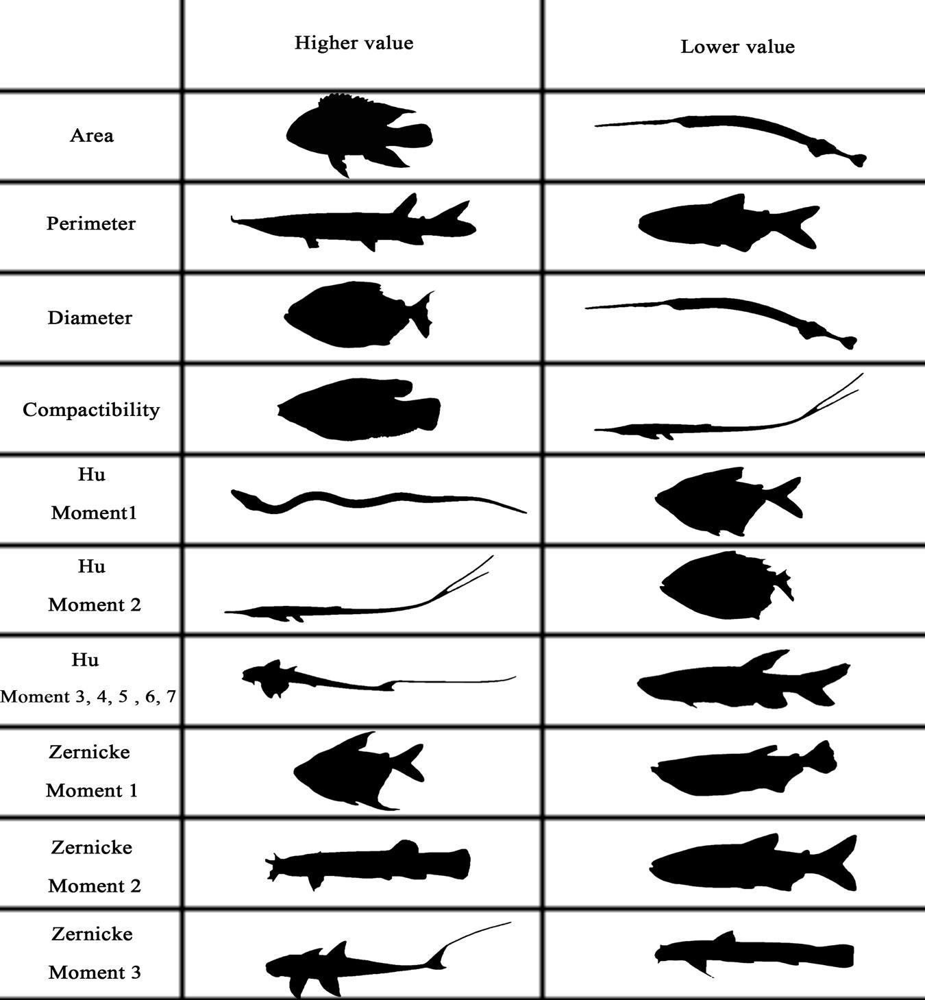 Higher value
Lower value
Area
Perimeter
Diameter
Compactibility
Hu
Moment1
Hu
Moment 2
Hu
Moment 3, 4, 5 , 6, 7
Zernicke
Moment 1
Zernicke
Moment 2
Zernicke
Moment 3